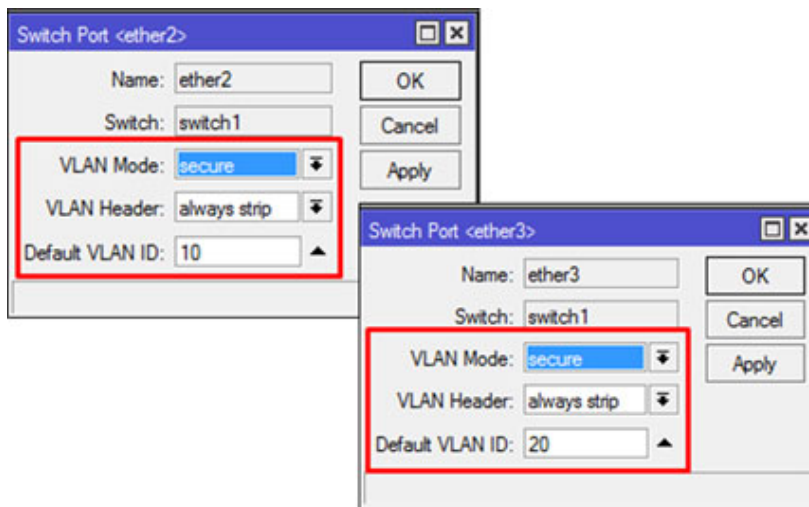 Switch Port <ether2>
Name: ether2
OK
Switch: switch1
Cancel
VLAN Mode: secure
Apply
VLAN Header: always strip
Default VLAN ID: 10
Switch Port <ether3>
Name: ether3
OK
Switch: switch1
Cancel
VLAN Mode: secure
Apply
VLAN Header: always strip
Default VLAN ID: 20